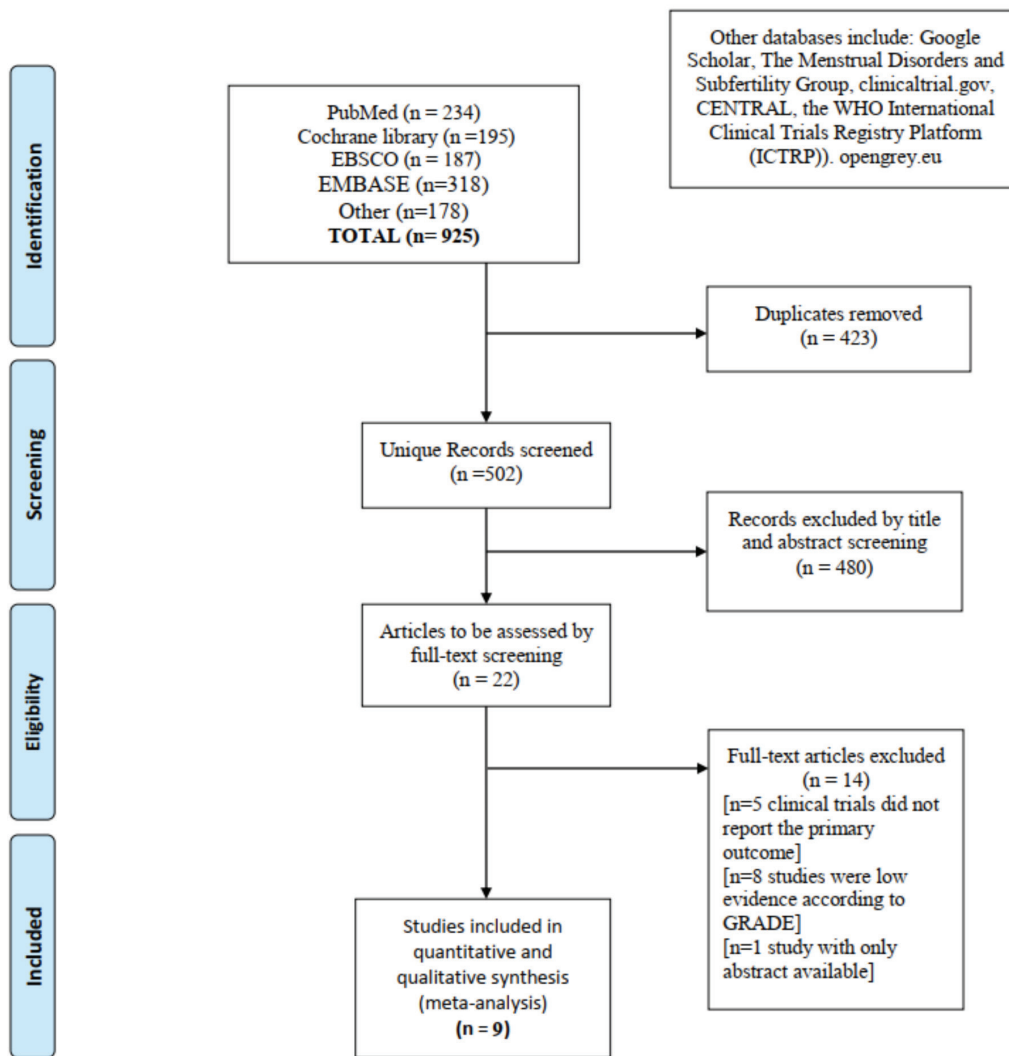 Identification
PubMed (n = 234)
Cochrane library (n =195)
EBSCO (n = 187)
EMBASE (n=318)
Other (n=178)
TOTAL (n= 925)
Other databases include: Google
Scholar, The Menstrual Disorders and
Subfertility Group, clinicaltrial.gov,
CENTRAL, the WHO International
Clinical Trials Registry Platform
(ICTRP)). opengrey.eu
Duplicates removed
(n = 423)
Screening
Unique Records screened
(n =502)
Records excluded by title
and abstract screening
(n = 480)
Eligibility
Articles to be assessed by
full-text screening
(n = 22)
Full-text articles excluded
(n = 14)
[n=5 clinical trials did not
report the primary
outcome]
[n=8 studies were low
evidence according to
GRADE]
[n=1 study with only
abstract available]
Included
Studies included in
quantitative and
qualitative synthesis
(meta-analysis)
(n = 9)